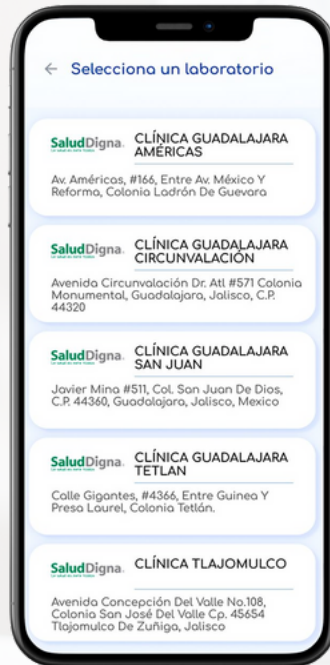 Selecciona un laboratorio
SaludDigna.
CLÍNICA GUADALAJARA
AMÉRICAS
Av. Américas, #166, Entre Av. México Y
Reforma, Colonia Ladrón De Guevara
SaludDigna.
CLÍNICA GUADALAJARA
CIRCUNVALACIÓN
Avenida Circunvalación Dr. Atl #571 Colonia
Monumental, Guadalajara, Jalisco, C.P.
44320
SaludDigna.
CLÍNICA GUADALAJARA
SAN JUAN
Javier Mina #511, Col. San Juan De Dios,
C.P. 44360, Guadalajara, Jalisco, Mexico
SaludDigna.
CLÍNICA GUADALAJARA
TETLAN
Calle Gigantes, #4366, Entre Guinea Y
Presa Laurel, Colonia Tetlán.
SaludDigna.
CLÍNICA TLAJOMULCO
Avenida Concepción Del Valle No.108,
Colonia San José Del Valle Cp. 45654
Tlajomulco De Zuñiga, Jalisco